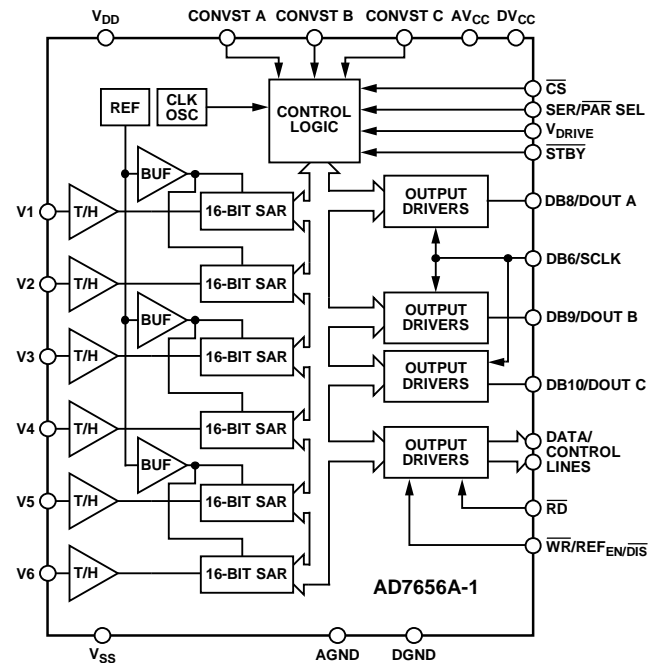 VDD
CONVST A
CONVST B
CONVST C
AVCC
DVCC
REF
CLK
OSC
CONTROL
LOGIC
CS
SER/PAR SEL
VDRIVE
STBY
BUF
V1
T/H
16-BIT SAR
OUTPUT
DRIVERS
DB8/DOUT A
DB6/SCLK
V2
T/H
16-BIT SAR
BUF
OUTPUT
DRIVERS
DB9/DOUT B
V3
T/H
16-BIT SAR
OUTPUT
DRIVERS
DB10/DOUT C
V4
T/H
16-BIT SAR
BUF
OUTPUT
DRIVERS
DATA/
CONTROL
LINES
V5
T/H
16-BIT SAR
RD
WR/REFEN/DIS
V6
T/H
16-BIT SAR
AD7656A-1
VSS
AGND
DGND